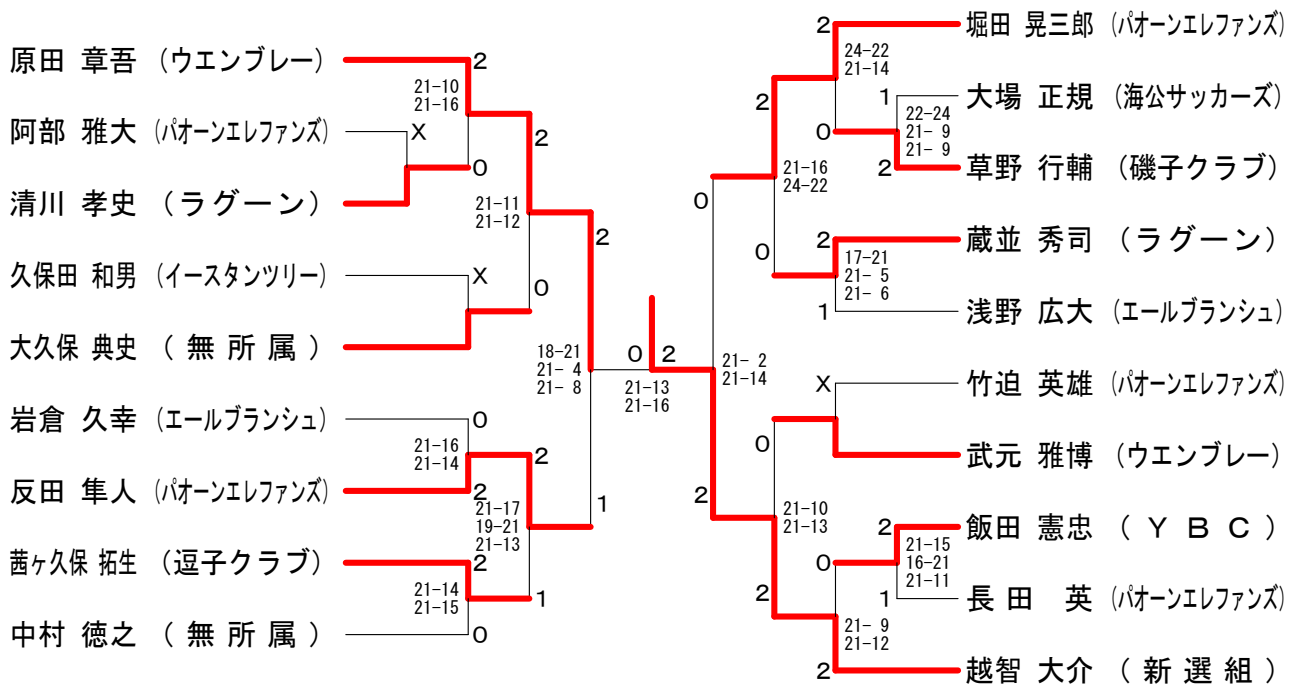 原田 章吾 (ウエンブレー)
2
21-10
21-16
阿部 雅大 (パオーンエレファンズ)
X
0
清川 孝史 (ラグーン)
2
21-11
21-12
久保田 和男 (イースタンツリー)
X
0
大久保 典史 (無所属)
2
18-21
21- 4
21- 8
岩倉 久幸 (エールブランシュ)
0
21-16
21-14
反田 隼人 (パオーンエレファンズ)
2
2
21-17
19-21
21-13
1
茜ヶ久保 拓生 (逗子クラブ)
2
21-14
21-15
1
中村 徳之 (無所属)
0
0
2
21-13
21-16
2
堀田 晃三郎 (パオーンエレファンズ)
24-22
21-14
2
1
大場 正規 (海公サッカーズ)
22-24
21- 9
21- 9
0
2
草野 行輔 (磯子クラブ)
21-16
24-22
0
2
蔵並 秀司 (ラグーン)
0
17-21
21- 5
21- 6
1
浅野 広大 (エールブランシュ)
21- 2
21-14
X
竹迫 英雄 (パオーンエレファンズ)
0
武元 雅博 (ウエンブレー)
2
21-10
21-13
2
飯田 憲忠 (YBC)
21-15
16-21
21-11
0
1
長田 英 (パオーンエレファンズ)
2
21- 9
21-12
2
越智 大介 (新選組)